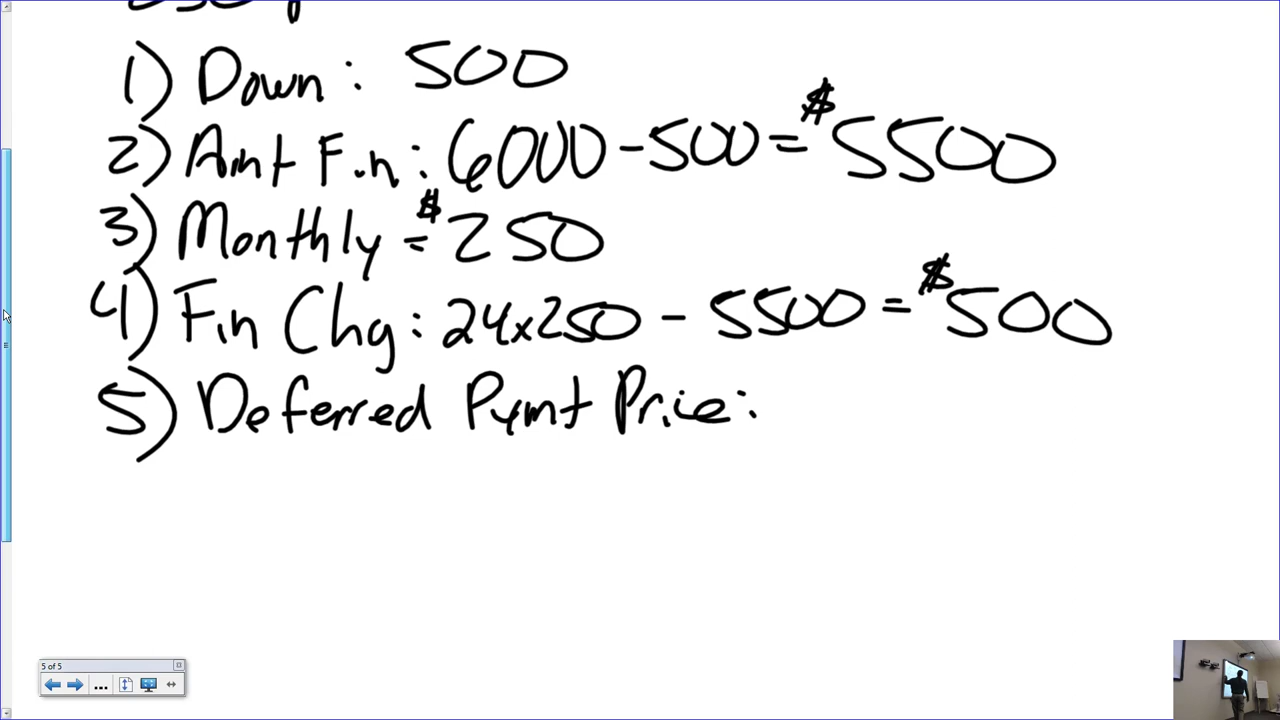 1) Down: 500
2) Amt Fin: 6000 - 500 = $5500
3) Monthly = $250
4) Fin Chg: 24x250 - 5500 = $500
5) Deferred Pymt Price:
5 of 5